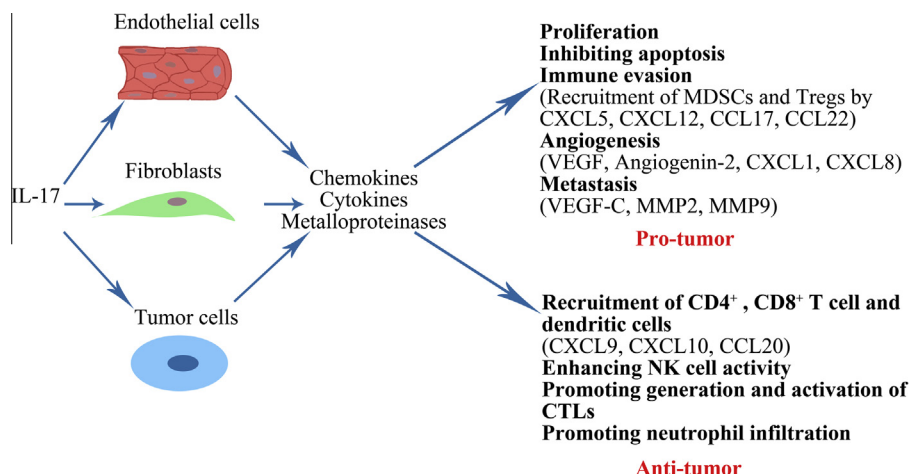 Endothelial cells
Fibroblasts
IL-17
Tumor cells
Chemokines
Cytokines
Metalloproteinases
Proliferation
Inhibiting apoptosis
Immune evasion
(Recruitment of MDSCs and Tregs by
CXCL5, CXCL12, CCL17, CCL22)
Angiogenesis
(VEGF, Angiogenin-2, CXCL1, CXCL8)
Metastasis
(VEGF-C, MMP2, MMP9)
Pro-tumor
Recruitment of CD4⁺ , CD8⁺ T cell and
dendritic cells
(CXCL9, CXCL10, CCL20)
Enhancing NK cell activity
Promoting generation and activation of
CTLs
Promoting neutrophil infiltration
Anti-tumor